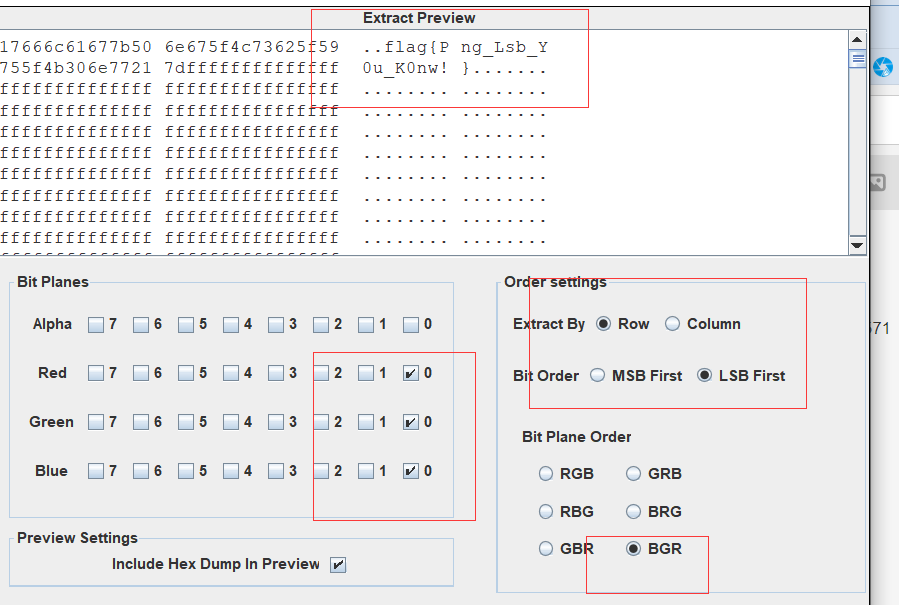 Extract Preview
17666c61677b50 6e675f4c73625f59 ..flag{P ng_Lsb_Y
755f4b306e7721 7dffffffffffffff 0u_K0nw! }.......
ffffffffffffff ffffffffffffffff ........ ........
ffffffffffffff ffffffffffffffff ........ ........
ffffffffffffff ffffffffffffffff ........ ........
ffffffffffffff ffffffffffffffff ........ ........
ffffffffffffff ffffffffffffffff ........ ........
ffffffffffffff ffffffffffffffff ........ ........
ffffffffffffff ffffffffffffffff ........ ........
ffffffffffffff ffffffffffffffff ........ ........
Bit Planes
Alpha 7 6 5 4 3 2 1 0
Red 7 6 5 4 3 2 1 0
Green 7 6 5 4 3 2 1 0
Blue 7 6 5 4 3 2 1 0
Preview Settings
Include Hex Dump In Preview
Order settings
Extract By Row Column
Bit Order MSB First LSB First
Bit Plane Order
RGB GRB
RBG BRG
GBR BGR
571